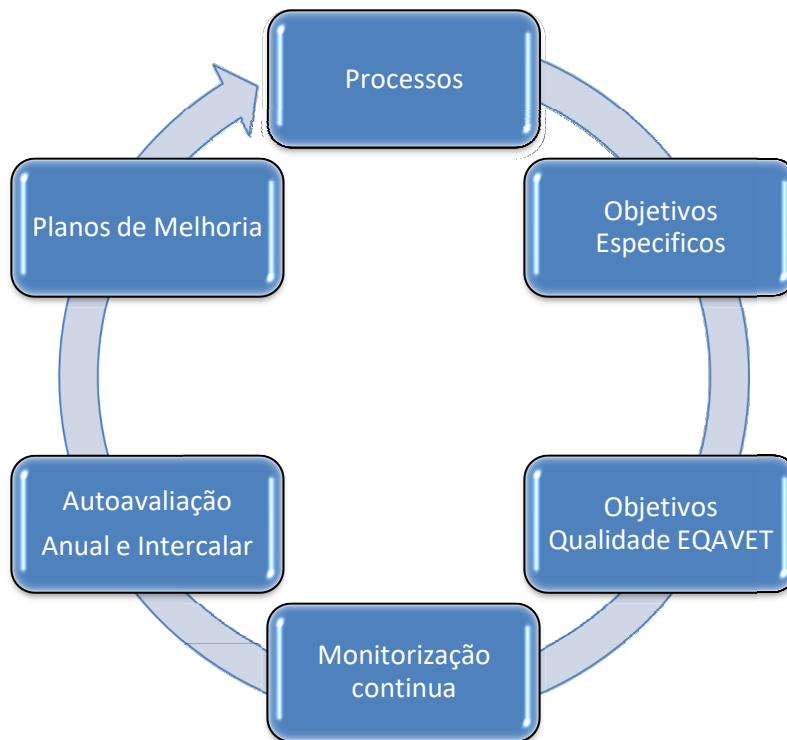 Processos
Objetivos
Especificos
Objetivos
Qualidade EQAVET
Monitorização
continua
Autoavaliação
Anual e Intercalar
Planos de Melhoria